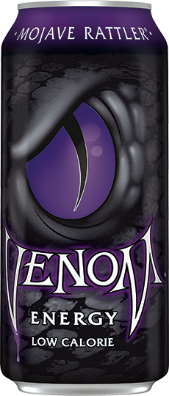 ·MOJAVE RATTLER·
VENOM
ENERGY
LOW CALORIE